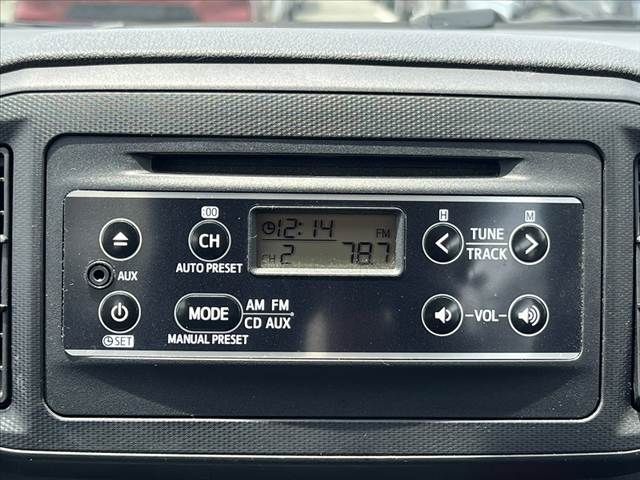 :00
12:14
FM
CH 2 78.7
AUX
CH
AUTO PRESET
H
M
TUNE
TRACK
SET
MODE
AM FM
CD AUX
MANUAL PRESET
VOL